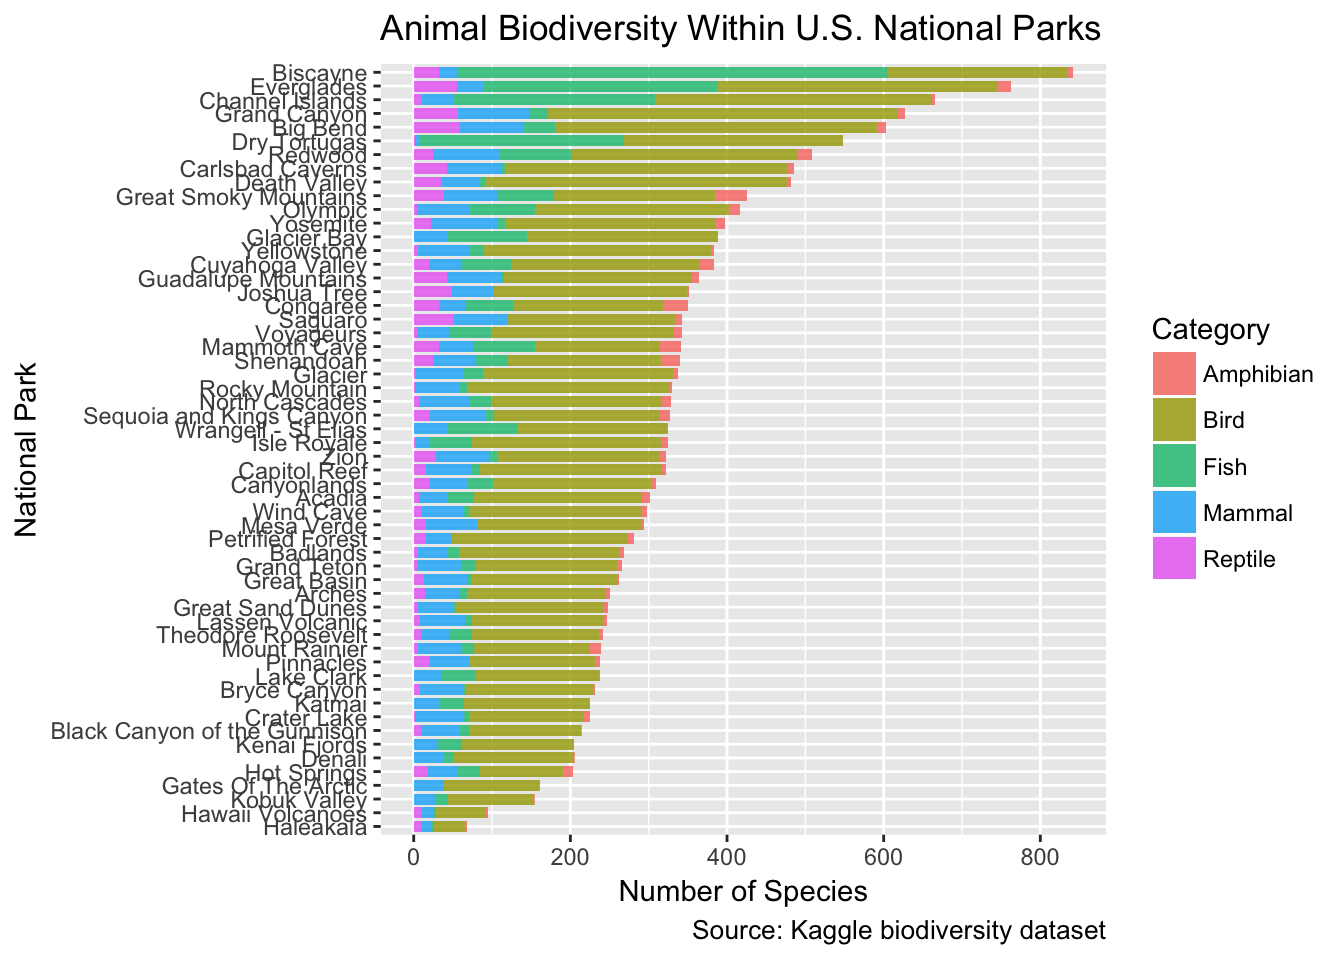 Animal Biodiversity Within U.S. National Parks
National Park
Biscayne
Everglades
Channel Islands
Grand Canyon
Big Bend
Dry Tortugas
Redwood
Carlsbad Caverns
Death Valley
Great Smoky Mountains
Olympic
Yosemite
Glacier Bay
Yellowstone
Cuyahoga Valley
Guadalupe Mountains
Joshua Tree
Congaree
Saguaro
Voyageurs
Mammoth Cave
Shenandoah
Glacier
Rocky Mountain
North Cascades
Sequoia and Kings Canyon
Wrangell - St Elias
Isle Royale
Zion
Capitol Reef
Canyonlands
Acadia
Wind Cave
Mesa Verde
Petrified Forest
Badlands
Grand Teton
Great Basin
Arches
Great Sand Dunes
Lassen Volcanic
Theodore Roosevelt
Mount Rainier
Pinnacles
Lake Clark
Bryce Canyon
Katmai
Crater Lake
Black Canyon of the Gunnison
Kenai Fjords
Denali
Hot Springs
Gates Of The Arctic
Kobuk Valley
Hawaii Volcanoes
Haleakala
0 200 400 600 800
Number of Species
Source: Kaggle biodiversity dataset
Category
Amphibian
Bird
Fish
Mammal
Reptile